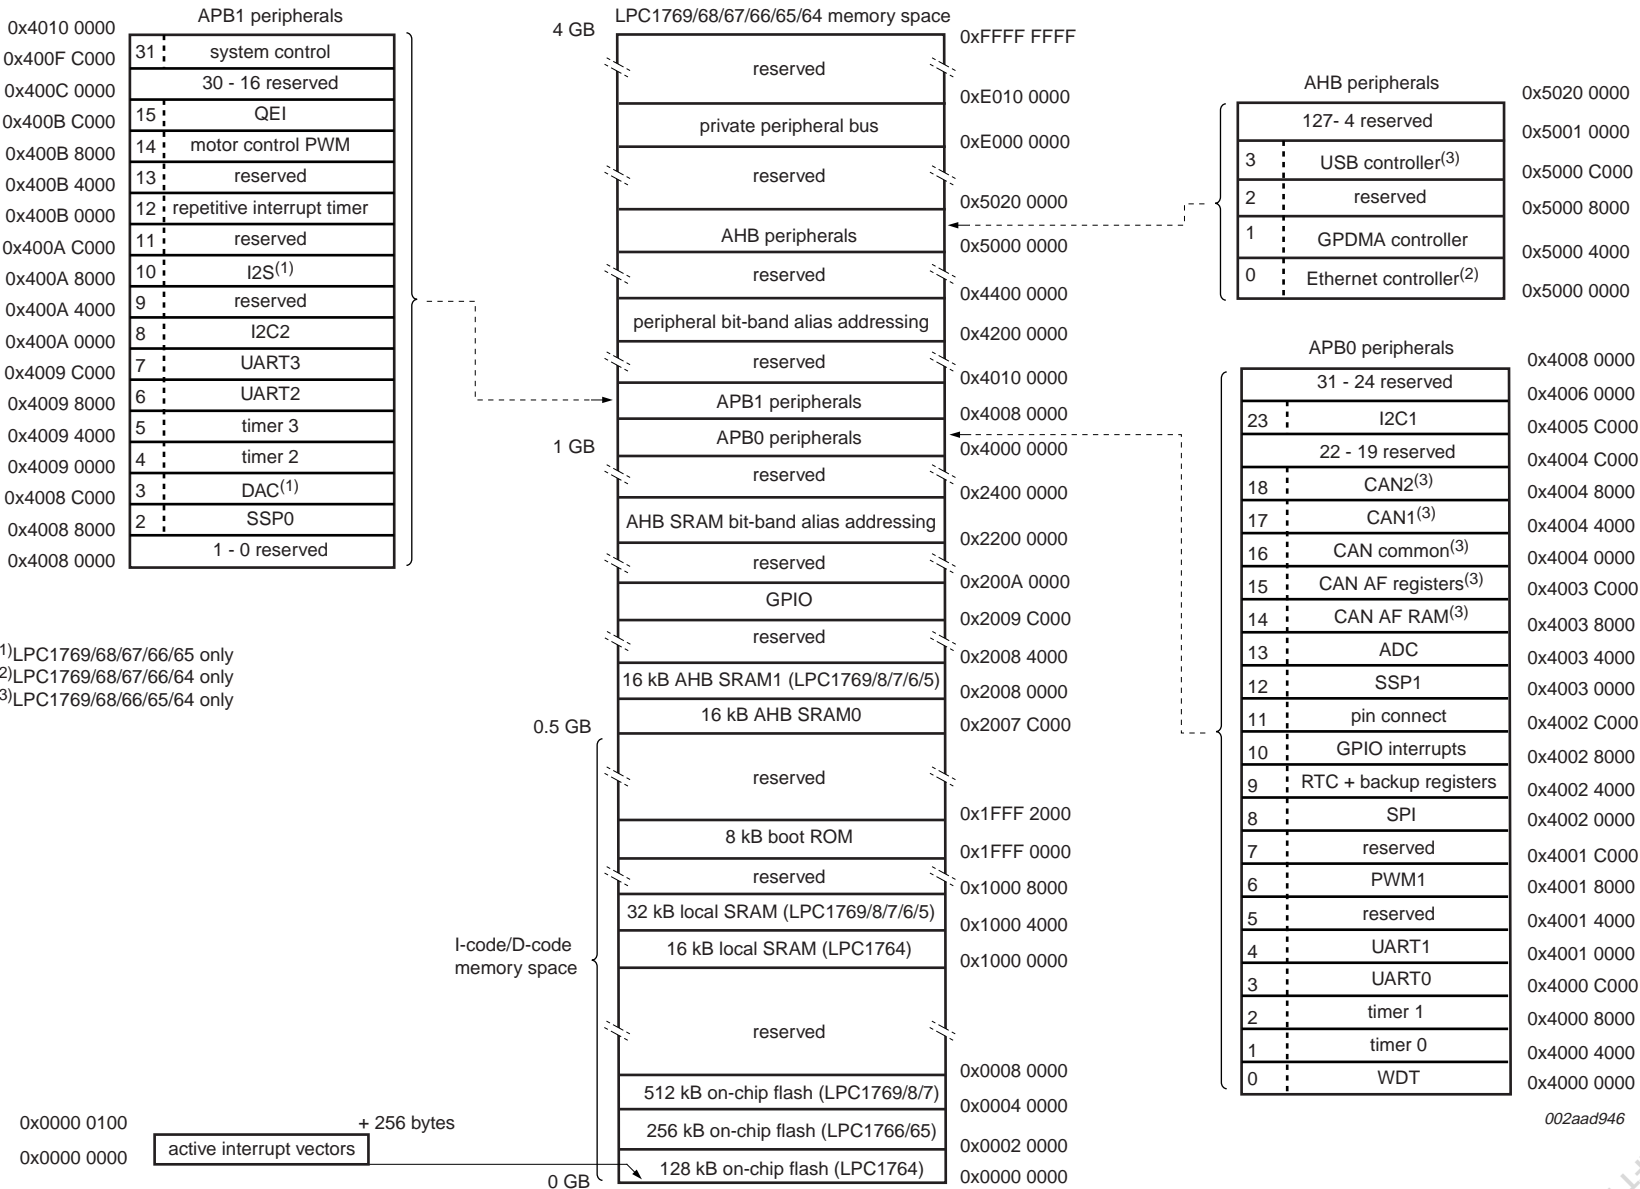 APB1 peripherals
0x4010 0000
31 system control
0x400F C000
30 - 16 reserved
0x400C 0000
15 QEI
0x400B C000
14 motor control PWM
0x400B 8000
13 reserved
0x400B 4000
12 repetitive interrupt timer
0x400B 0000
11 reserved
0x400A C000
10 I2S(1)
0x400A 8000
9 reserved
0x400A 4000
8 I2C2
0x400A 0000
7 UART3
0x4009 C000
6 UART2
0x4009 8000
5 timer 3
0x4009 4000
4 timer 2
0x4009 0000
3 DAC(1)
0x4008 C000
2 SSP0
0x4008 8000
1 - 0 reserved
0x4008 0000
1)LPC1769/68/67/66/65 only
2)LPC1769/68/67/66/64 only
3)LPC1769/68/66/65/64 only
LPC1769/68/67/66/65/64 memory space
4 GB
0xFFFF FFFF
reserved
0xE010 0000
private peripheral bus
0xE000 0000
reserved
0x5020 0000
AHB peripherals
0x5000 0000
reserved
0x4400 0000
peripheral bit-band alias addressing
0x4200 0000
reserved
0x4010 0000
APB1 peripherals
0x4008 0000
APB0 peripherals
1 GB
0x4000 0000
reserved
0x2400 0000
AHB SRAM bit-band alias addressing
0x2200 0000
reserved
0x200A 0000
GPIO
0x2009 C000
reserved
0x2008 4000
16 kB AHB SRAM1 (LPC1769/8/7/6/5)
0x2008 0000
16 kB AHB SRAM0
0.5 GB
0x2007 C000
reserved
0x1FFF 2000
8 kB boot ROM
0x1FFF 0000
reserved
0x1000 8000
32 kB local SRAM (LPC1769/8/7/6/5)
0x1000 4000
16 kB local SRAM (LPC1764)
0x1000 0000
I-code/D-code
memory space
reserved
0x0008 0000
512 kB on-chip flash (LPC1769/8/7)
0x0004 0000
256 kB on-chip flash (LPC1766/65)
0x0002 0000
128 kB on-chip flash (LPC1764)
0x0000 0000
0 GB
0x0000 0100
+ 256 bytes
active interrupt vectors
0x0000 0000
AHB peripherals
0x5020 0000
127- 4 reserved
0x5001 0000
3 USB controller(3)
0x5000 C000
2 reserved
0x5000 8000
1 GPDMA controller
0x5000 4000
0 Ethernet controller(2)
0x5000 0000
APB0 peripherals
0x4008 0000
31 - 24 reserved
0x4006 0000
23 I2C1
0x4005 C000
22 - 19 reserved
0x4004 C000
18 CAN2(3)
0x4004 8000
17 CAN1(3)
0x4004 4000
16 CAN common(3)
0x4004 0000
15 CAN AF registers(3)
0x4003 C000
14 CAN AF RAM(3)
0x4003 8000
13 ADC
0x4003 4000
12 SSP1
0x4003 0000
11 pin connect
0x4002 C000
10 GPIO interrupts
0x4002 8000
9 RTC + backup registers
0x4002 4000
8 SPI
0x4002 0000
7 reserved
0x4001 C000
6 PWM1
0x4001 8000
5 reserved
0x4001 4000
4 UART1
0x4001 0000
3 UART0
0x4000 C000
2 timer 1
0x4000 8000
1 timer 0
0x4000 4000
0 WDT
0x4000 0000
002aad946